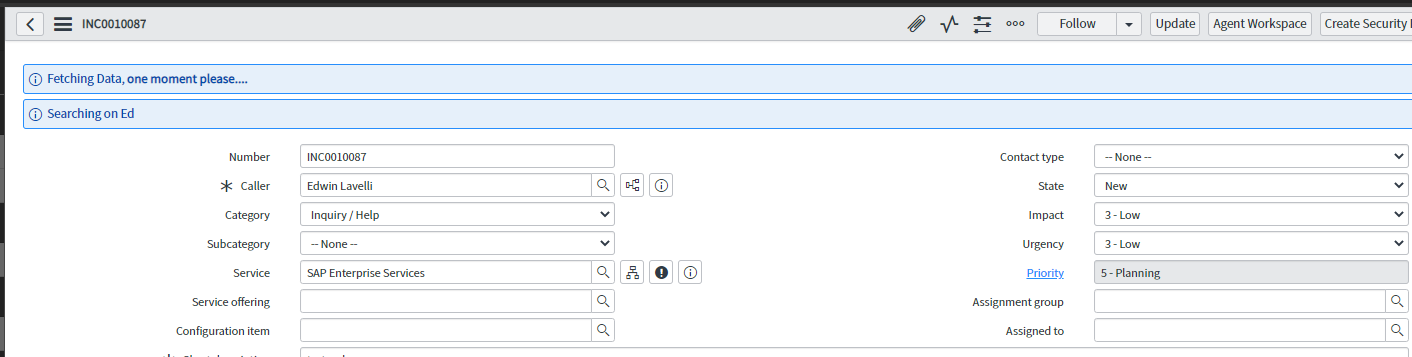 INC0010087 Follow Update Agent Workspace Create Security
Fetching Data, one moment please....
Searching on Ed
Number INC0010087 Contact type -- None --
Caller Edwin Lavelli State New
Category Inquiry / Help Impact 3 - Low
Subcategory -- None -- Urgency 3 - Low
Service SAP Enterprise Services Priority 5 - Planning
Service offering Assignment group
Configuration item Assigned to